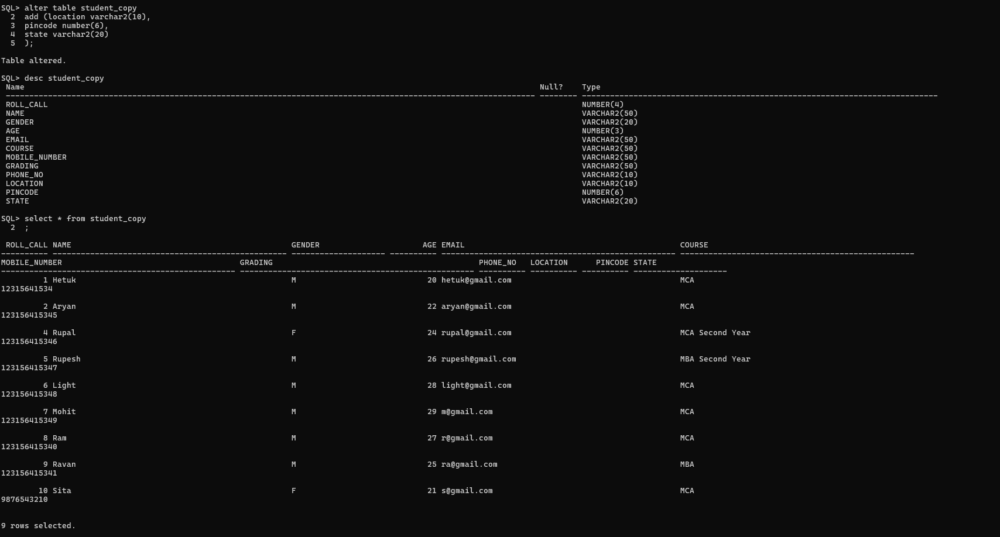 SQL> alter table student_copy
  2  add (location varchar2(10),
  3  pincode number(6),
  4  state varchar2(20)
  5  );
Table altered.
SQL> desc student_copy
 Name Null? Type
 ----------------------------------------------------------------------------------------------------------------- -------- ----------------------------------------------------------------------------
 ROLL_CALL NUMBER(4)
 NAME VARCHAR2(50)
 GENDER VARCHAR2(20)
 AGE NUMBER(3)
 EMAIL VARCHAR2(50)
 COURSE VARCHAR2(50)
 MOBILE_NUMBER VARCHAR2(50)
 GRADING VARCHAR2(50)
 PHONE_NO VARCHAR2(10)
 LOCATION VARCHAR2(10)
 PINCODE NUMBER(6)
 STATE VARCHAR2(20)
SQL> select * from student_copy
  2  ;
 ROLL_CALL NAME GENDER AGE EMAIL COURSE
---------- -------------------------------------------------- -------------------- ---------- -------------------------------------------------- --------------------------------------------------
MOBILE_NUMBER GRADING PHONE_NO LOCATION PINCODE STATE
-------------------------------------------------- -------------------------------------------------- ---------- ---------- ---------- --------------------
1 Hetuk M 20 hetuk@gmail.com MCA
12315641534
2 Aryan M 22 aryan@gmail.com MCA
123156415345
4 Rupal F 24 rupal@gmail.com MCA Second Year
123156415346
5 Rupesh M 26 rupesh@gmail.com MBA Second Year
123156415347
6 Light M 28 light@gmail.com MCA
123156415348
7 Mohit M 29 m@gmail.com MCA
123156415349
8 Ram M 27 r@gmail.com MCA
123156415340
9 Ravan M 25 ra@gmail.com MBA
123156415341
10 Sita F 21 s@gmail.com MCA
9876543210
9 rows selected.